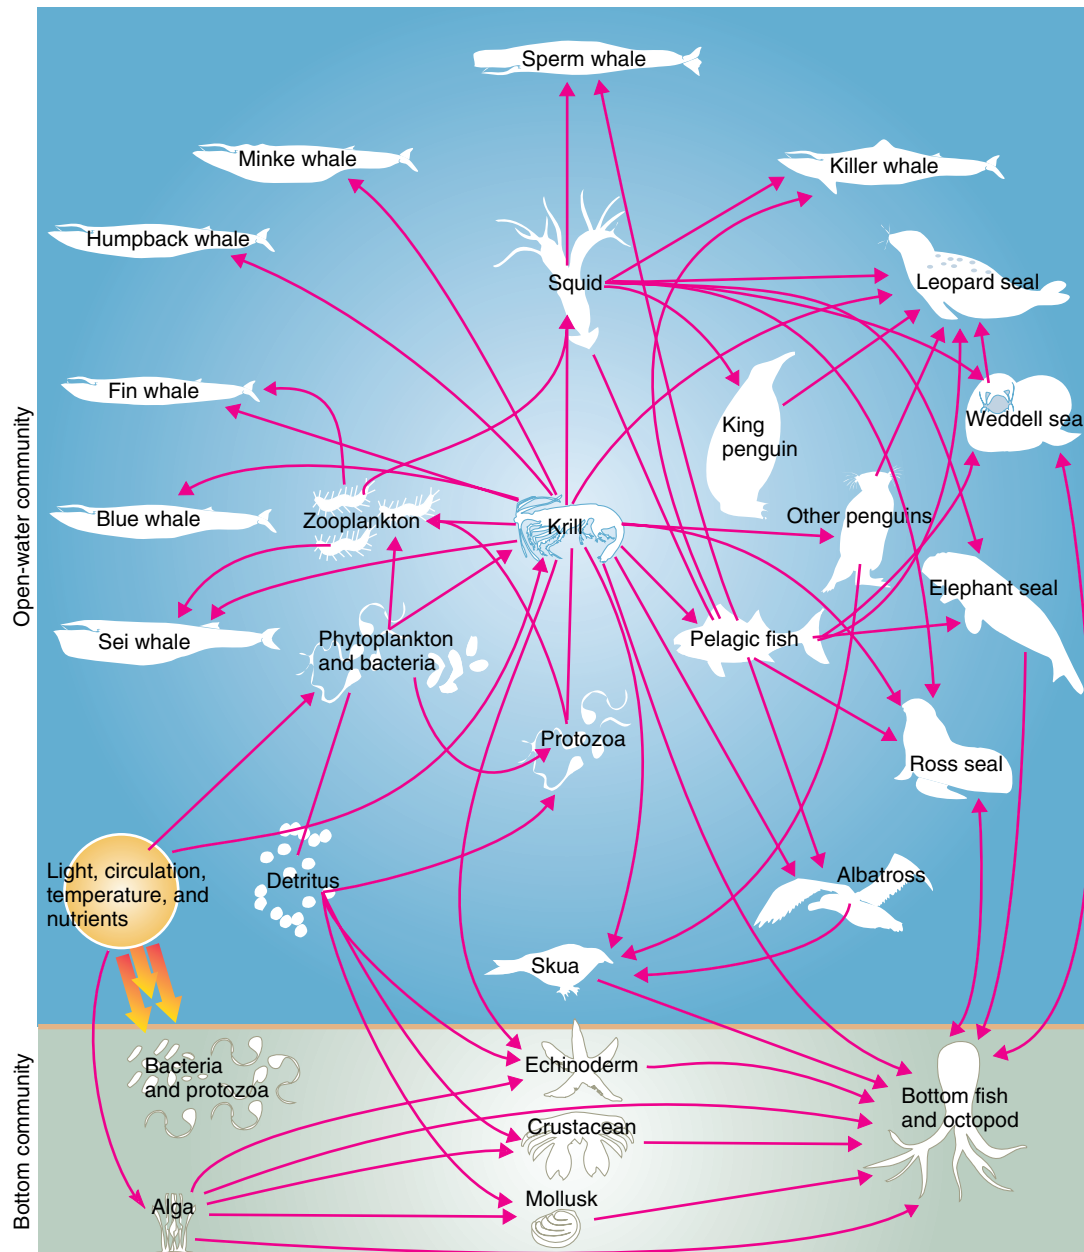 Sperm whale
Minke whale
Killer whale
Humpback whale
Squid
Leopard seal
Fin whale
King
penguin
Weddell seal
Blue whale
Zooplankton
Krill
Other penguins
Elephant seal
Sei whale
Phytoplankton
and bacteria
Pelagic fish
Protozoa
Ross seal
Light, circulation,
temperature, and
nutrients
Detritus
Albatross
Skua
Open-water community
Bacteria
and protozoa
Echinoderm
Bottom fish
and octopod
Crustacean
Mollusk
Alga
Bottom community